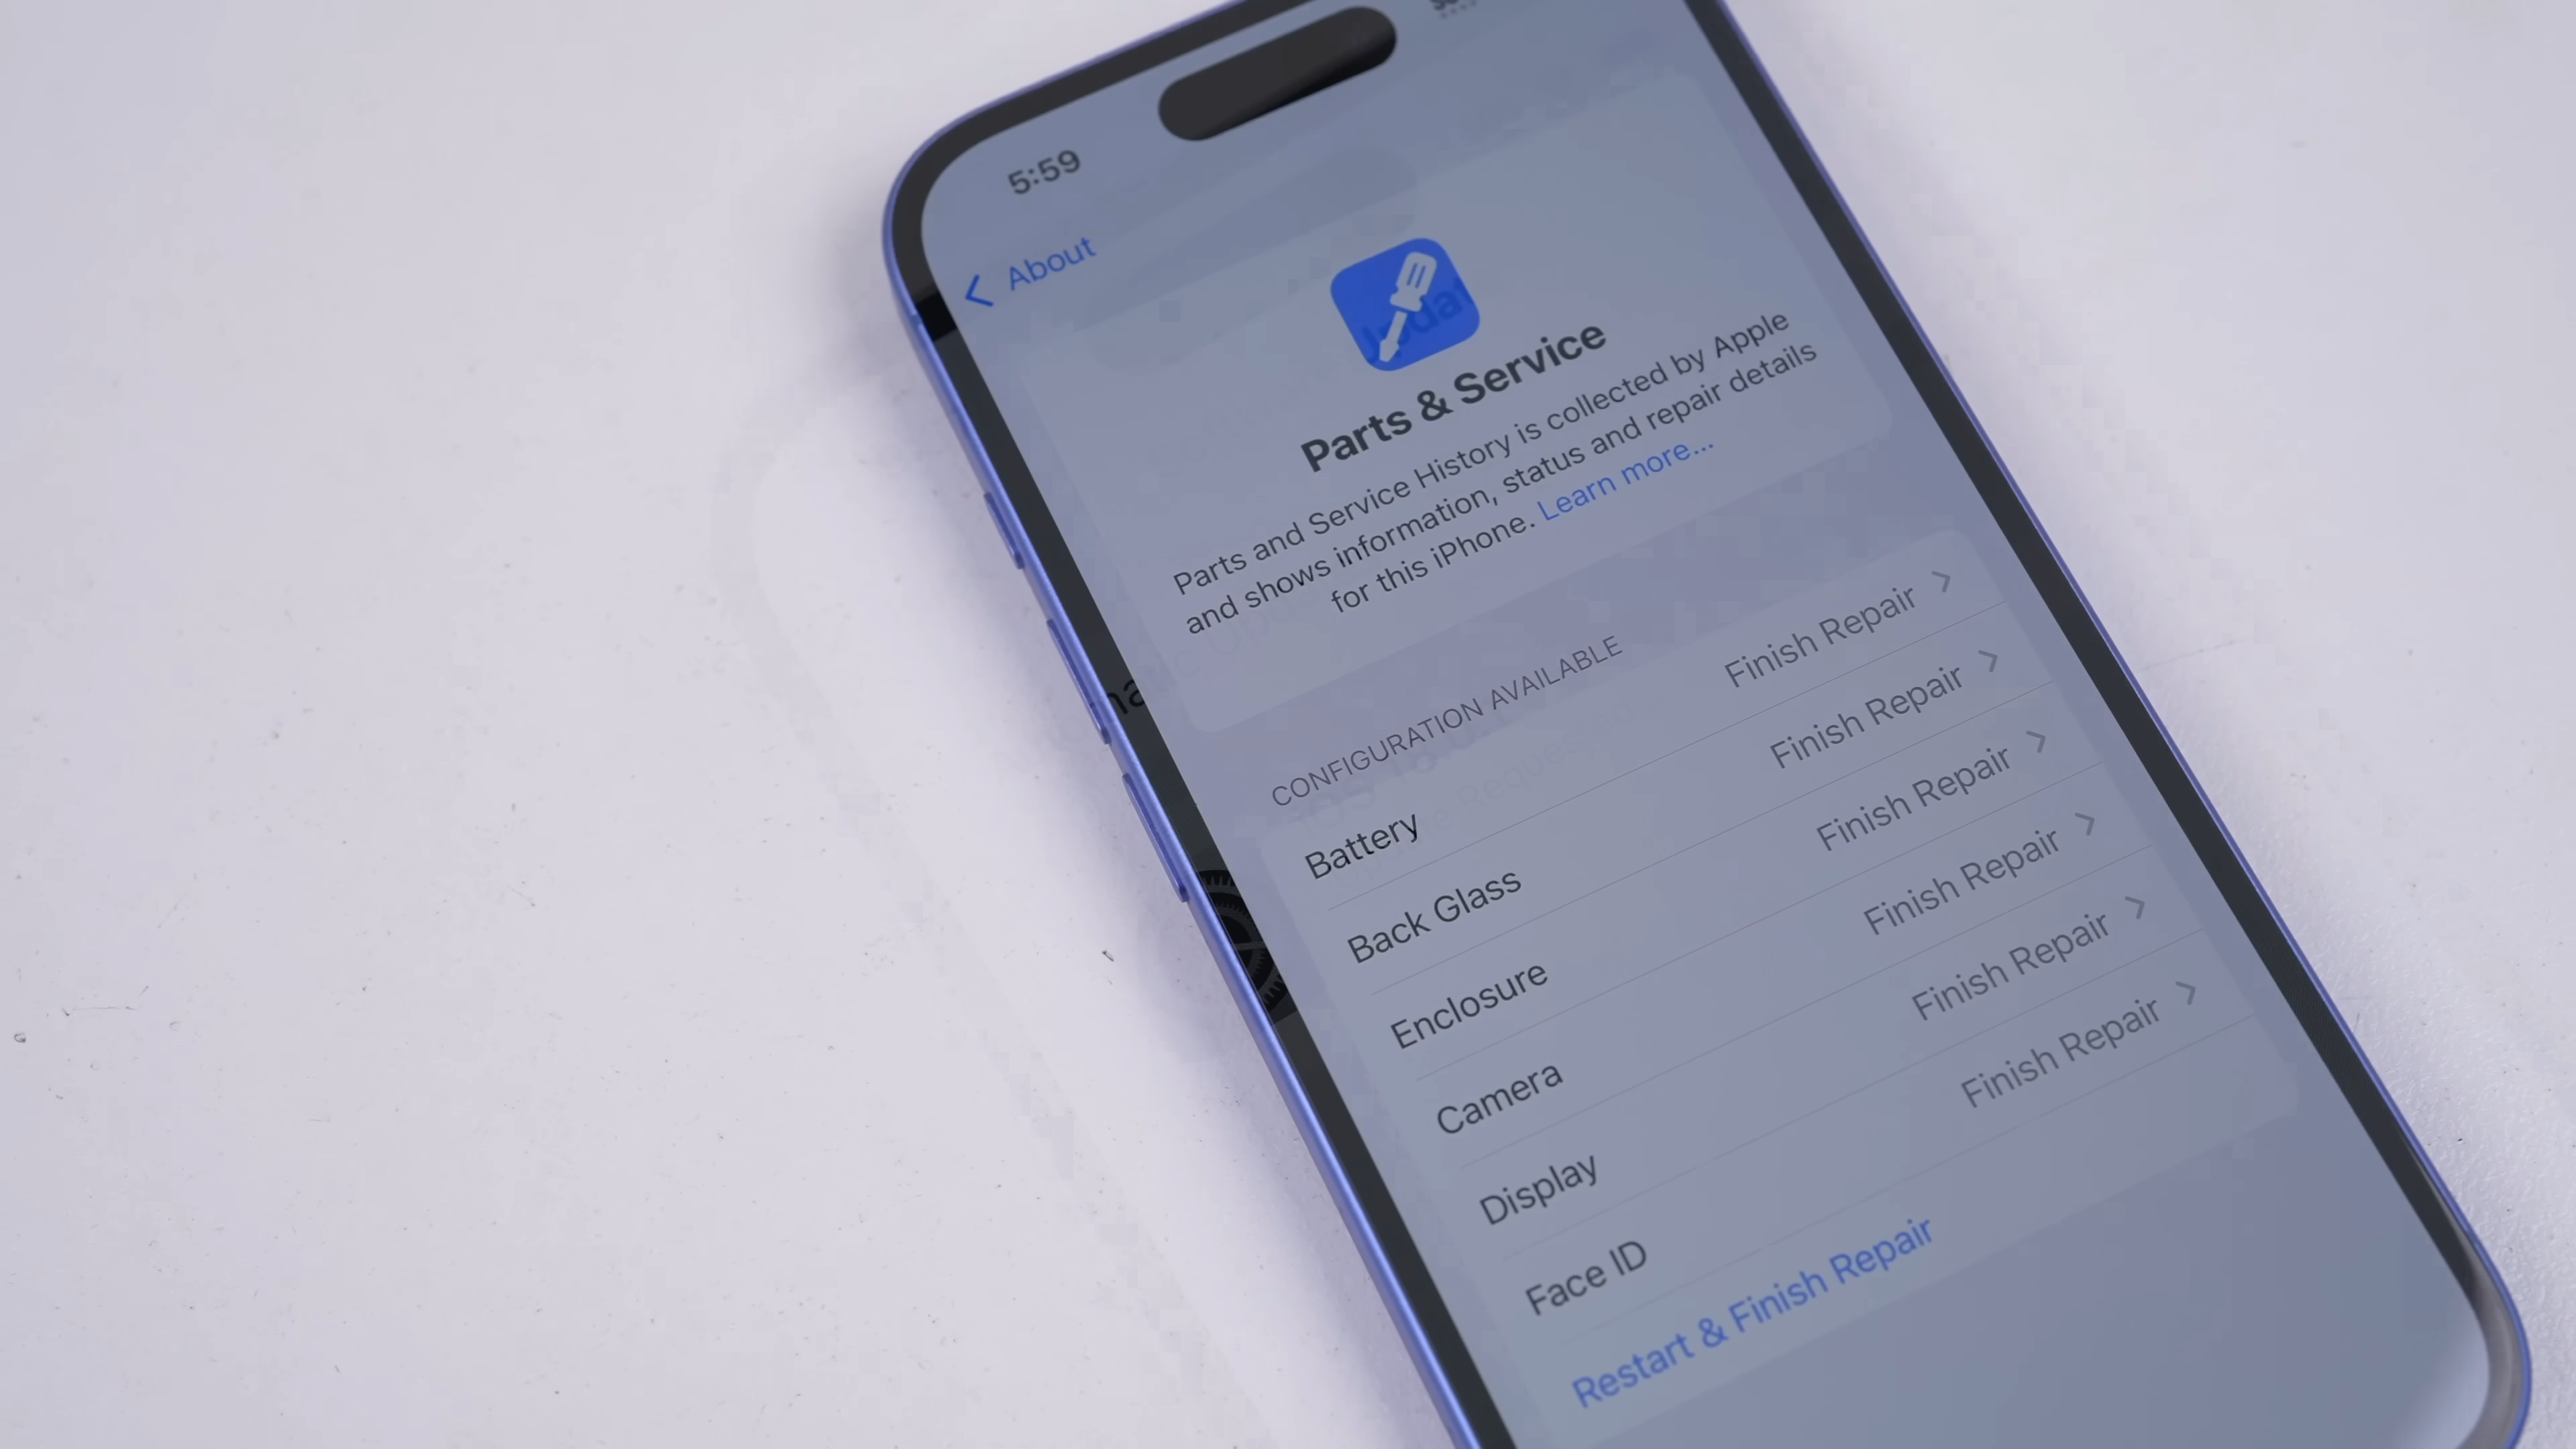 5:59
About
Parts & Service
Parts and Service History is collected by Apple
and shows information, status and repair details
for this iPhone. Learn more...
CONFIGURATION AVAILABLE
Battery Finish Repair
Back Glass Finish Repair
Enclosure Finish Repair
Camera Finish Repair
Display Finish Repair
Face ID Finish Repair
Restart & Finish Repair